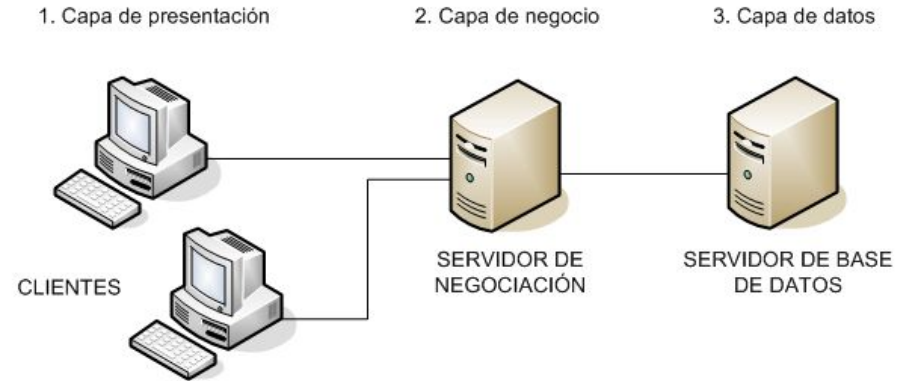 1. Capa de presentación
2. Capa de negocio
3. Capa de datos
CLIENTES
SERVIDOR DE
NEGOCIACIÓN
SERVIDOR DE BASE
DE DATOS